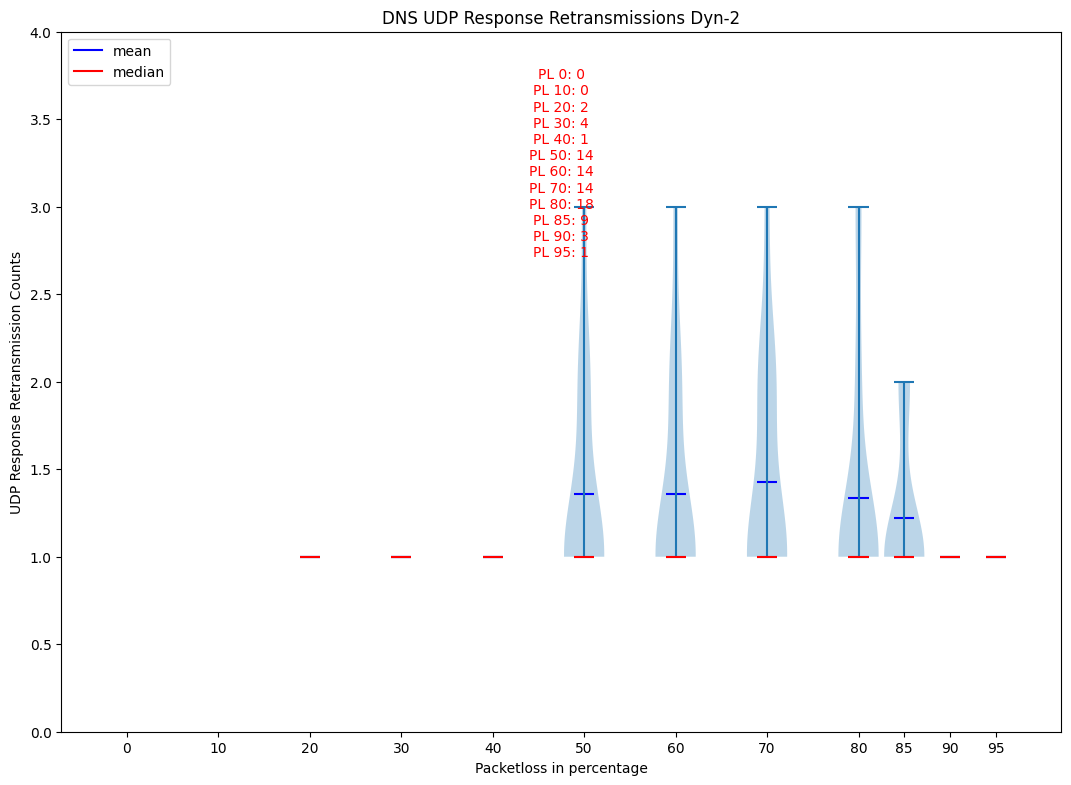 DNS UDP Response Retransmissions Dyn-2
mean
median
PL 0: 0
PL 10: 0
PL 20: 2
PL 30: 4
PL 40: 1
PL 50: 14
PL 60: 14
PL 70: 14
PL 80: 18
PL 85: 9
PL 90: 3
PL 95: 1
UDP Response Retransmission Counts
4.0
3.5
3.0
2.5
2.0
1.5
1.0
0.5
0.0
0 10 20 30 40 50 60 70 80 85 90 95
Packetloss in percentage